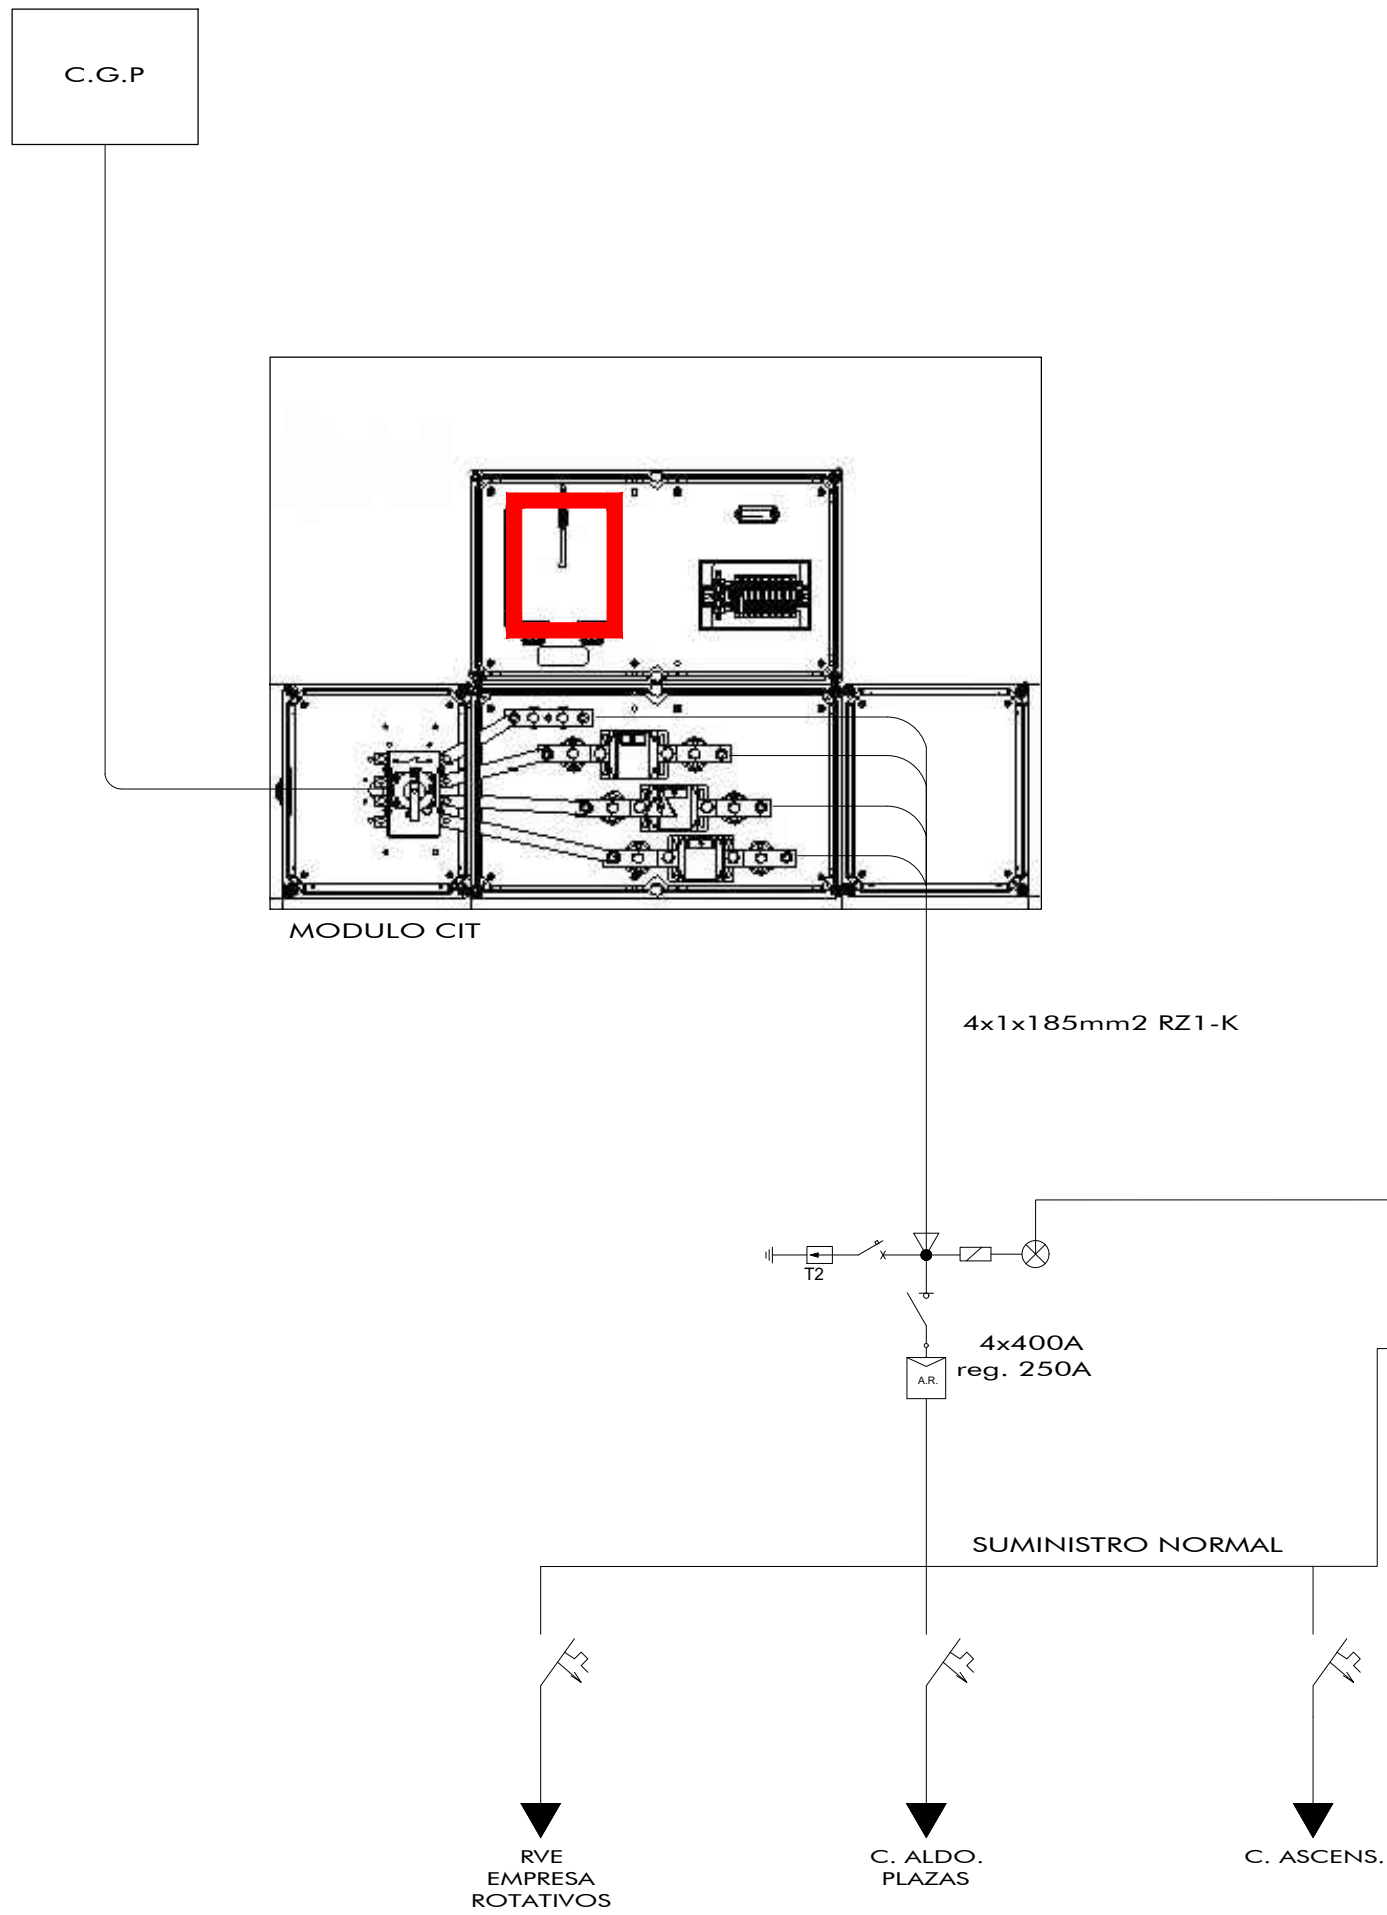 C.G.P
MODULO CIT
4x1x185mm2 RZ1-K
T2
4x400A
reg. 250A
A.R.
SUMINISTRO NORMAL
RVE
EMPRESA
ROTATIVOS
C. ALDO.
PLAZAS
C. ASCENS.